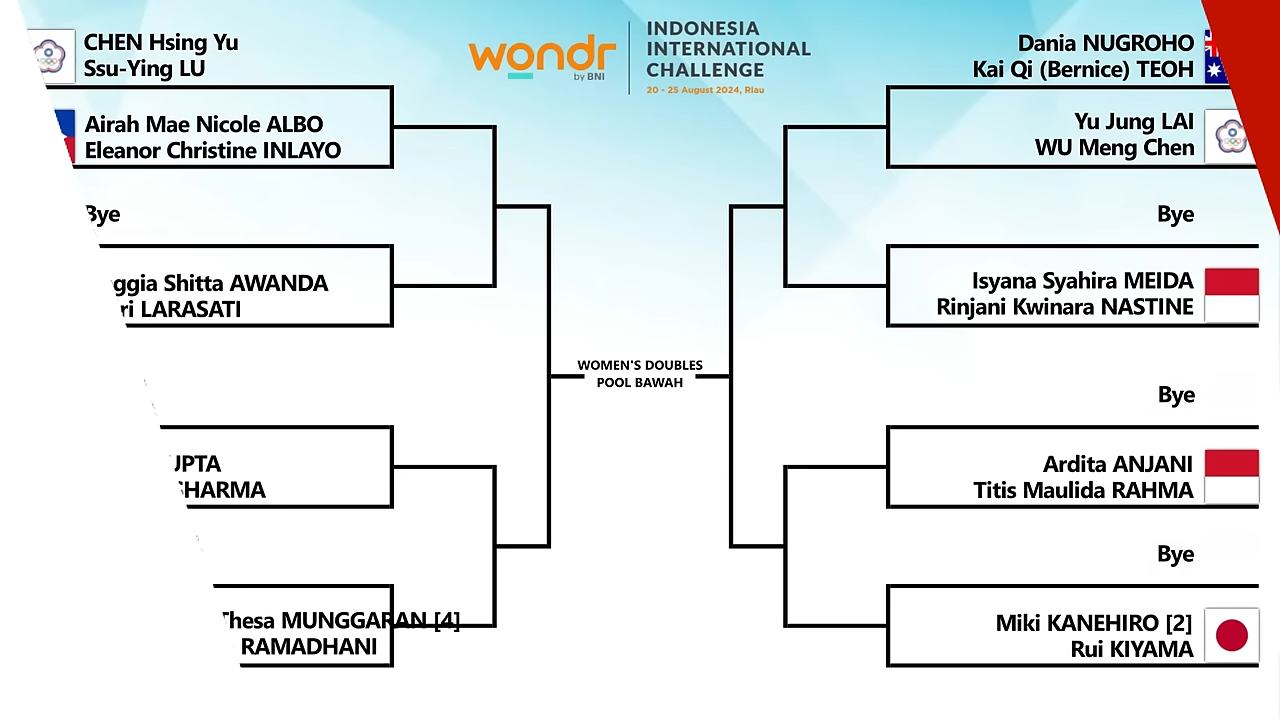 CHEN Hsing Yu
Ssu-Ying LU
Airah Mae Nicole ALBO
Eleanor Christine INLAYO
Bye
ggia Shitta AWANDA
ri LARASATI
UPTA
SHARMA
Thesa MUNGGARAN [4]
RAMADHANI
wondr
by BNI
INDONESIA
INTERNATIONAL
CHALLENGE
20 - 25 August 2024, Riau
WOMEN'S DOUBLES
POOL BAWAH
Dania NUGROHO
Kai Qi (Bernice) TEOH
Yu Jung LAI
WU Meng Chen
Bye
Isyana Syahira MEIDA
Rinjani Kwinara NASTINE
Bye
Ardita ANJANI
Titis Maulida RAHMA
Bye
Miki KANEHIRO [2]
Rui KIYAMA